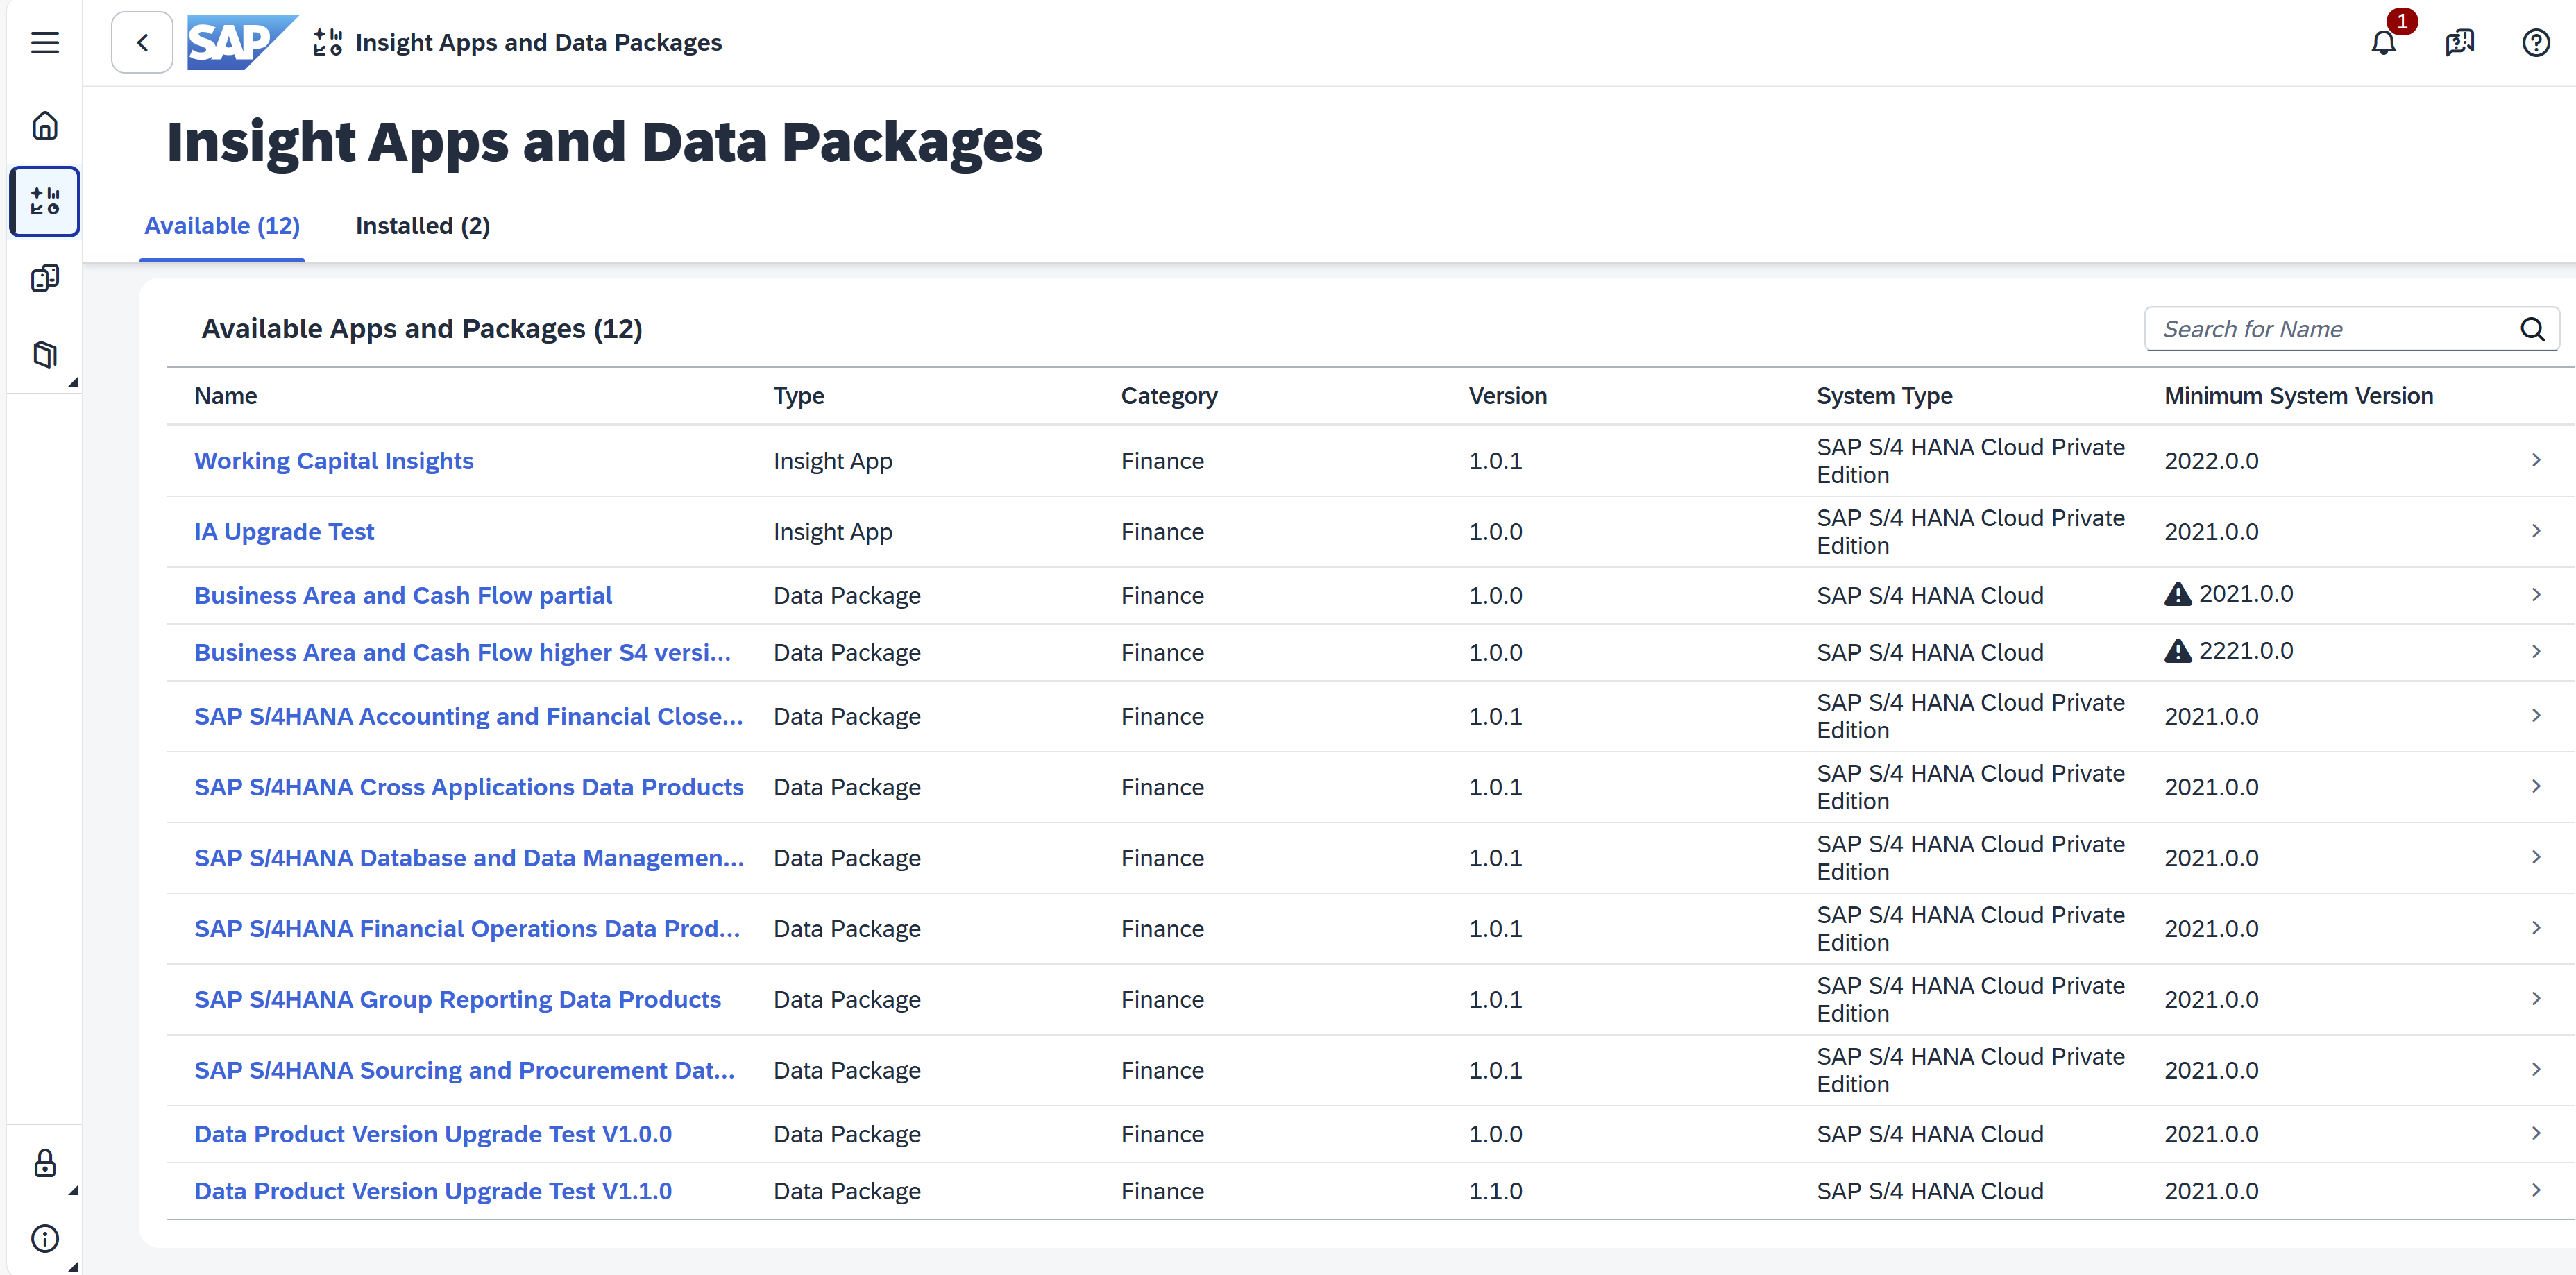 SAP Insight Apps and Data Packages 1
Insight Apps and Data Packages
Available (12) Installed (2)
Available Apps and Packages (12) Search for Name
Name Type Category Version System Type Minimum System Version
Working Capital Insights Insight App Finance 1.0.1 SAP S/4 HANA Cloud Private Edition 2022.0.0
IA Upgrade Test Insight App Finance 1.0.0 SAP S/4 HANA Cloud Private Edition 2021.0.0
Business Area and Cash Flow partial Data Package Finance 1.0.0 SAP S/4 HANA Cloud 2021.0.0
Business Area and Cash Flow higher S4 versi... Data Package Finance 1.0.0 SAP S/4 HANA Cloud 2221.0.0
SAP S/4HANA Accounting and Financial Close... Data Package Finance 1.0.1 SAP S/4 HANA Cloud Private Edition 2021.0.0
SAP S/4HANA Cross Applications Data Products Data Package Finance 1.0.1 SAP S/4 HANA Cloud Private Edition 2021.0.0
SAP S/4HANA Database and Data Managemen... Data Package Finance 1.0.1 SAP S/4 HANA Cloud Private Edition 2021.0.0
SAP S/4HANA Financial Operations Data Prod... Data Package Finance 1.0.1 SAP S/4 HANA Cloud Private Edition 2021.0.0
SAP S/4HANA Group Reporting Data Products Data Package Finance 1.0.1 SAP S/4 HANA Cloud Private Edition 2021.0.0
SAP S/4HANA Sourcing and Procurement Dat... Data Package Finance 1.0.1 SAP S/4 HANA Cloud Private Edition 2021.0.0
Data Product Version Upgrade Test V1.0.0 Data Package Finance 1.0.0 SAP S/4 HANA Cloud 2021.0.0
Data Product Version Upgrade Test V1.1.0 Data Package Finance 1.1.0 SAP S/4 HANA Cloud 2021.0.0